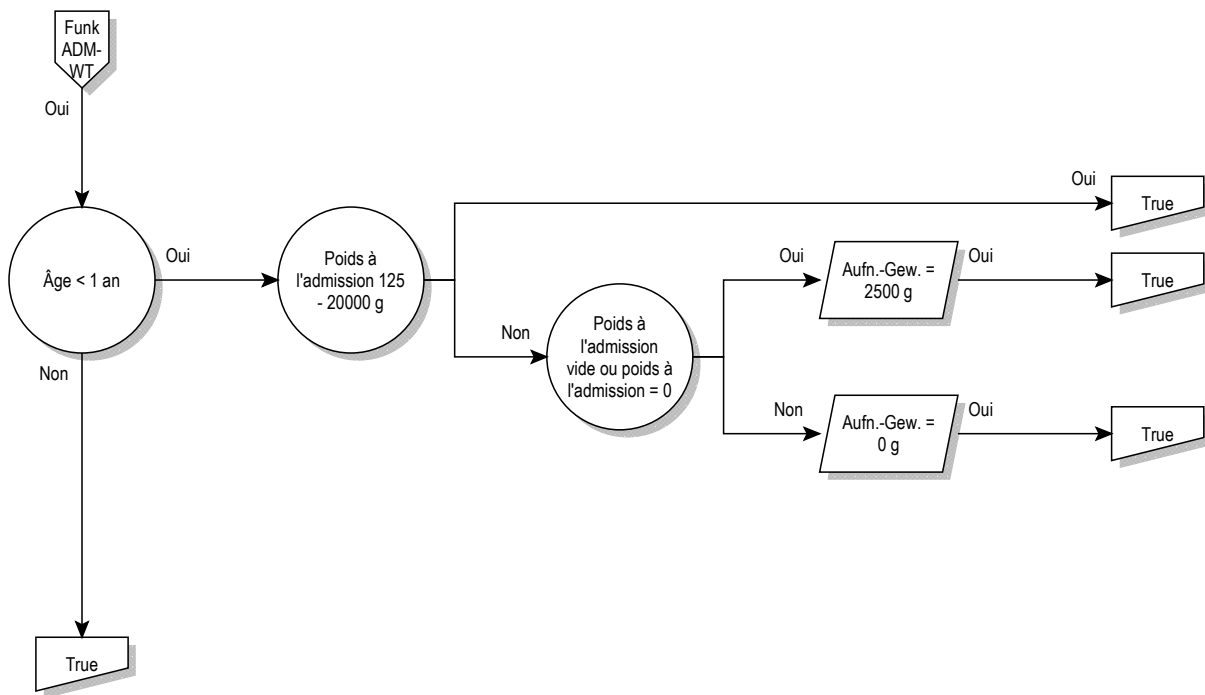 Funk
ADM-
WT
Oui
Âge < 1 an
Oui
Poids à
l'admission 125
- 20000 g
Oui
True
Non
Poids à
l'admission
vide ou poids à
l'admission = 0
Oui
Aufn.-Gew. =
2500 g
Oui
True
Non
Aufn.-Gew. =
0 g
Oui
True
Non
True